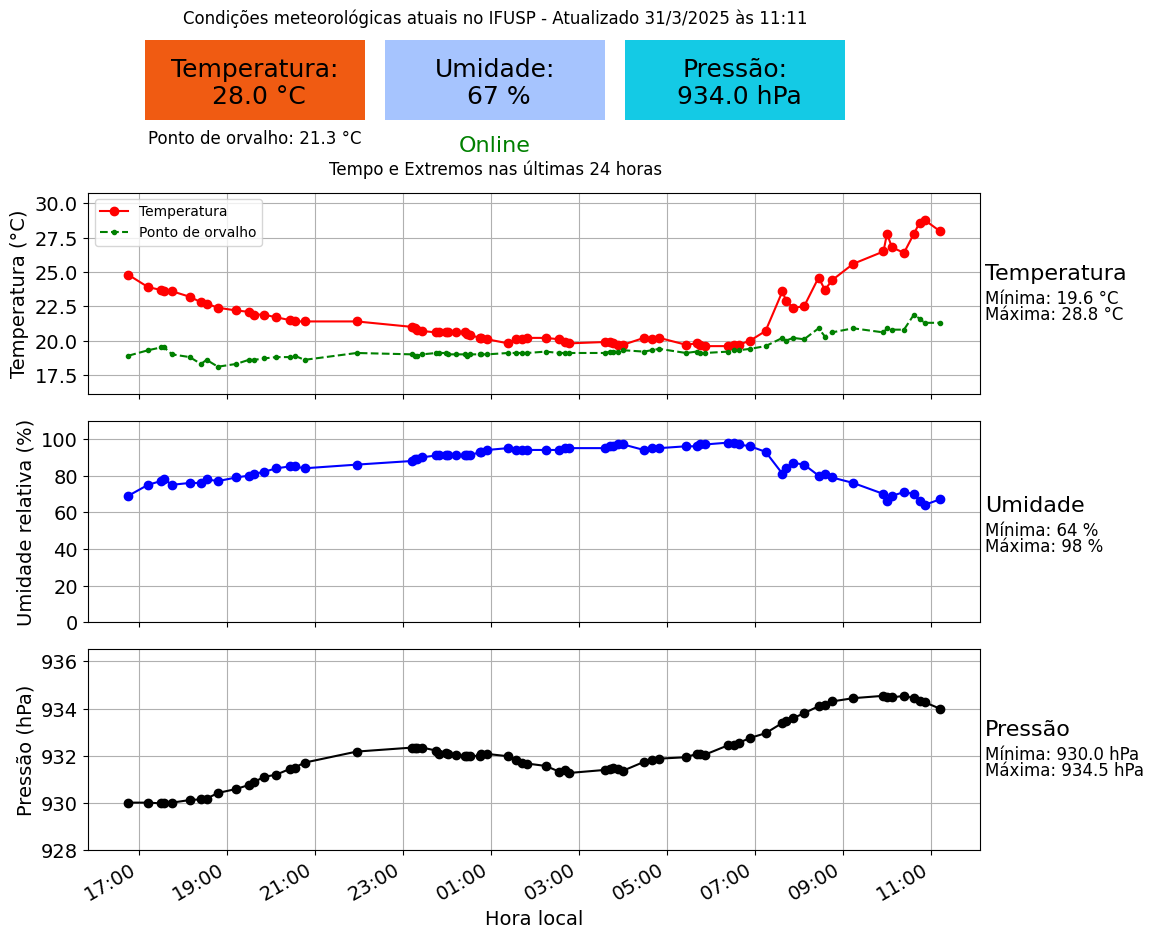 Condições meteorológicas atuais no IFUSP - Atualizado 31/3/2025 às 11:11
Temperatura:
28.0 °C
Umidade:
67 %
Pressão:
934.0 hPa
Ponto de orvalho: 21.3 °C
Online
Tempo e Extremos nas últimas 24 horas
Temperatura (°C)
30.0
27.5
25.0
22.5
20.0
17.5
Temperatura
Ponto de orvalho
Temperatura
Mínima: 19.6 °C
Máxima: 28.8 °C
Umidade relativa (%)
100
80
60
40
20
0
Umidade
Mínima: 64 %
Máxima: 98 %
Pressão (hPa)
936
934
932
930
928
Pressão
Mínima: 930.0 hPa
Máxima: 934.5 hPa
17:00
19:00
21:00
23:00
01:00
03:00
05:00
07:00
09:00
11:00
Hora local